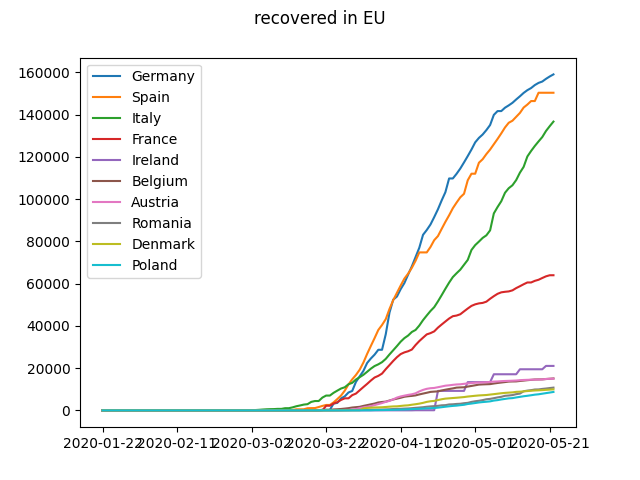 recovered in EU
160000
140000
120000
100000
80000
60000
40000
20000
0
Germany
Spain
Italy
France
Ireland
Belgium
Austria
Romania
Denmark
Poland
2020-01-22 2020-02-11 2020-03-02 2020-03-22 2020-04-11 2020-05-01 2020-05-21